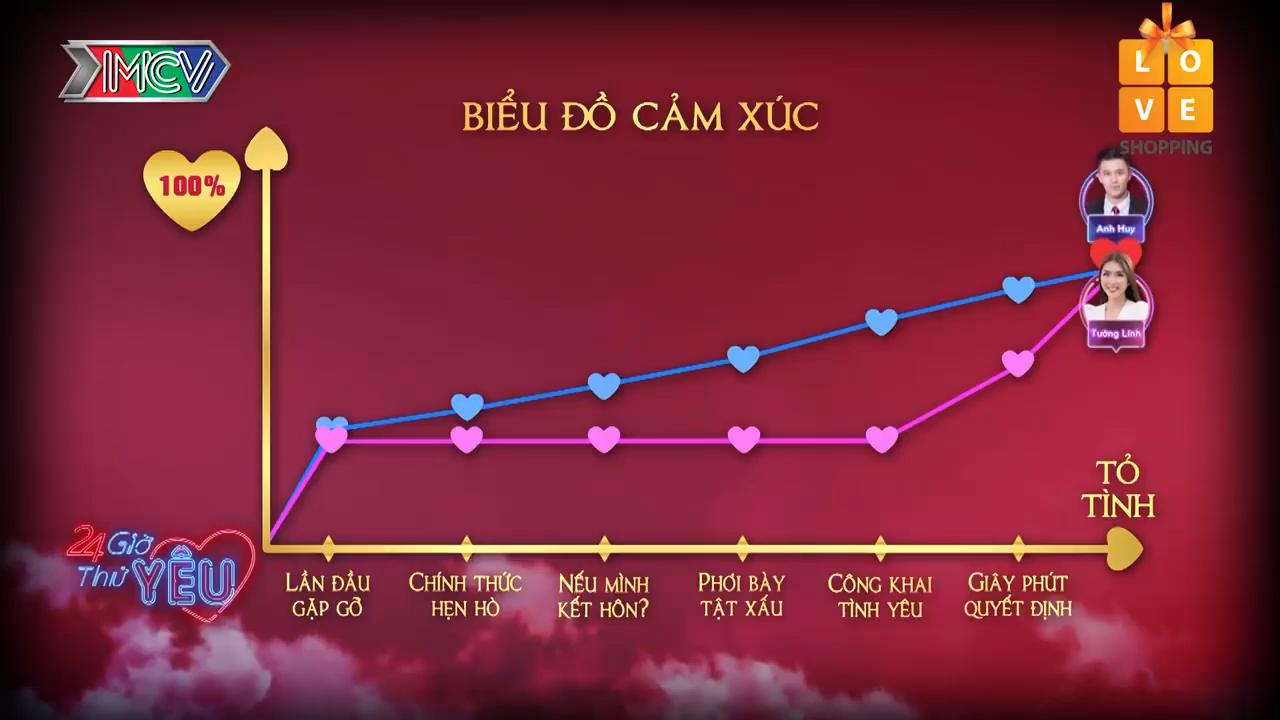 MCV
LOVE
SHOPPING
BIỂU ĐỒ CẢM XÚC
100%
Anh Huy
Tường Linh
TỎ
TÌNH
24 Giờ
Thử YÊU
LẦN ĐẦU
GẶP GỠ
CHÍNH THỨC
HẸN HÒ
NẾU MÌNH
KẾT HÔN?
PHƠI BÀY
TẬT XẤU
CÔNG KHAI
TÌNH YÊU
GIÂY PHÚT
QUYẾT ĐỊNH